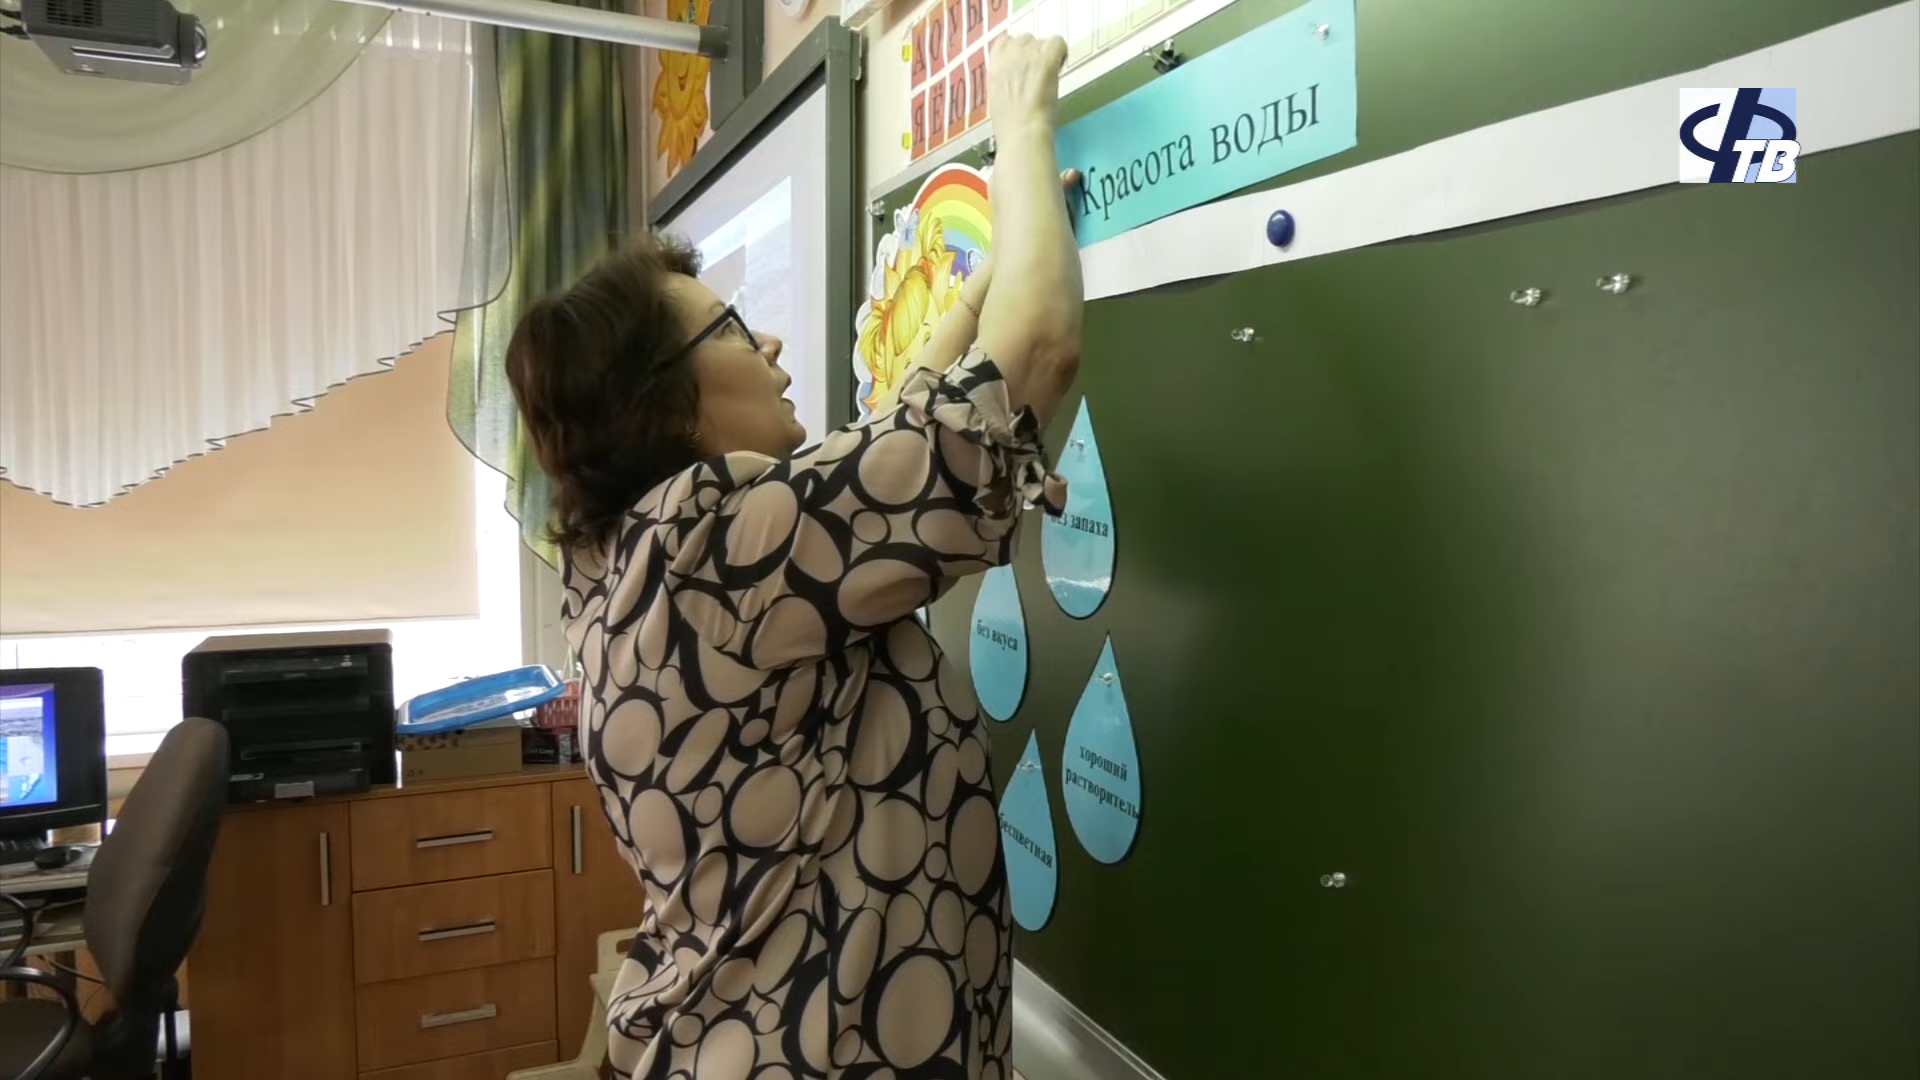 А О У Ы
Я Ё Ю
Красота воды
ТВ
без запаха
без вкуса
хороший
растворитель
бесцветная